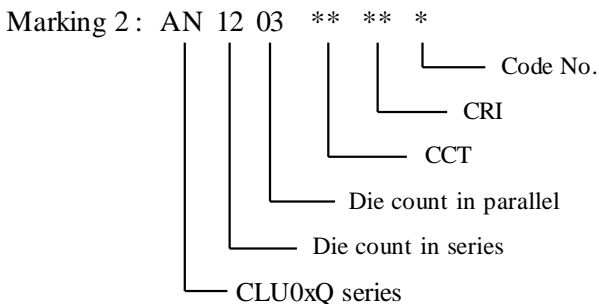 Marking 2 : AN 12 03 ** ** *
Code No.
CRI
CCT
Die count in parallel
Die count in series
CLU0xQ series